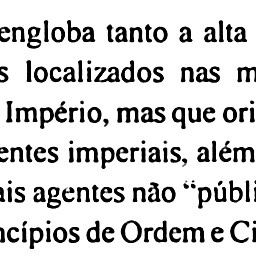 engloba tanto a alta
s localizados nas m
Império, mas que ori
entes imperiais, além
ais agentes não “públi
ncípios de Ordem e Ci